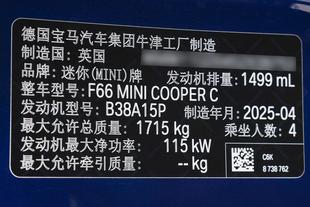 德国宝马汽车集团牛津工厂制造
制造国：英国
品牌：迷你(MINI)牌 发动机排量：1499 mL
整车型号：F66 MINI COOPER C
发动机型号：B38A15P 制造年月：2025-04
最大允许总质量：1715 kg 乘坐人数：4
最大净功率：115 kW
最大允许牵引质量：-- kg
C6K
8 738 762